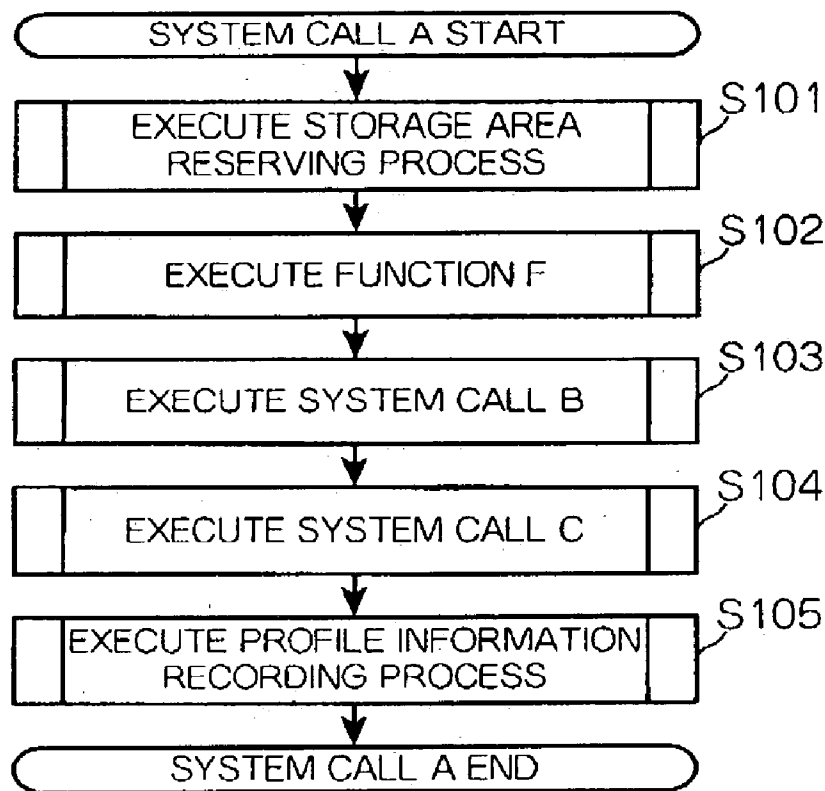 SYSTEM CALL A START
S101
EXECUTE STORAGE AREA
RESERVING PROCESS
S102
EXECUTE FUNCTION F
S103
EXECUTE SYSTEM CALL B
S104
EXECUTE SYSTEM CALL C
S105
EXECUTE PROFILE INFORMATION
RECORDING PROCESS
SYSTEM CALL A END